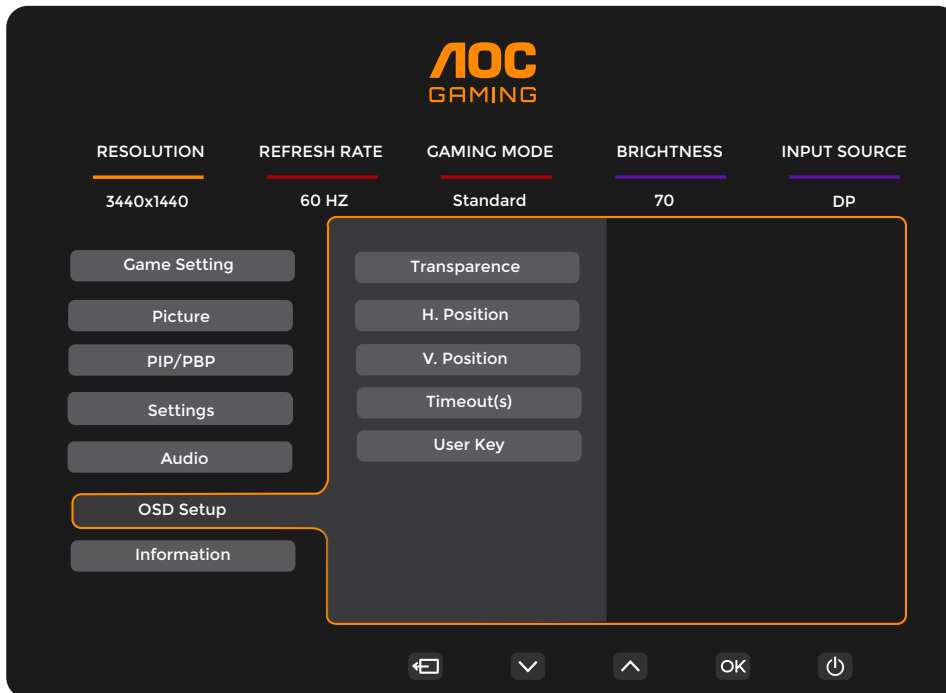 AOC
GAMING
RESOLUTION REFRESH RATE GAMING MODE BRIGHTNESS INPUT SOURCE
3440x1440 60 HZ Standard 70 DP
Game Setting
Picture
PIP/PBP
Settings
Audio
OSD Setup
Information
Transparence
H. Position
V. Position
Timeout(s)
User Key
OK